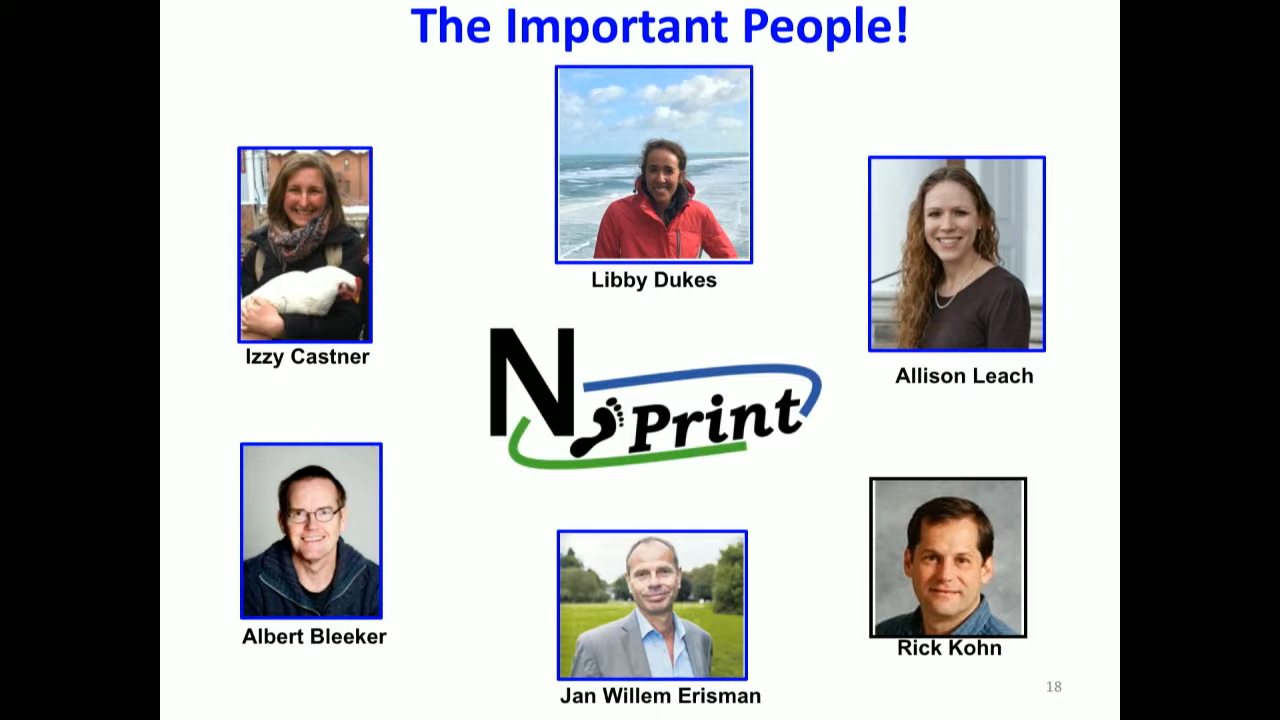 The Important People!
Libby Dukes
Izzy Castner
Allison Leach
N Print
Albert Bleeker
Rick Kohn
Jan Willem Erisman
18